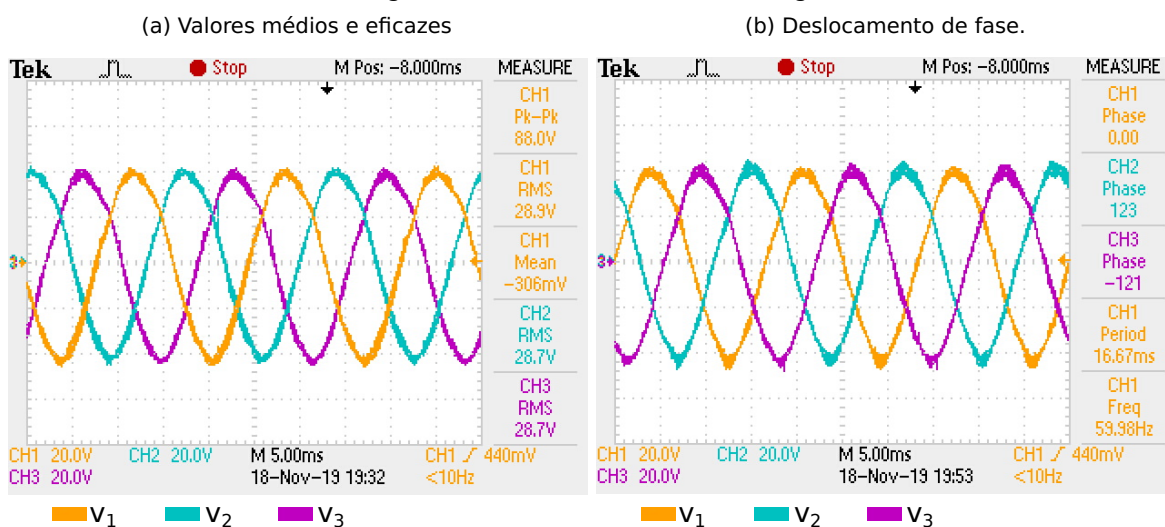 (a) Valores médios e eficazes
Tek Stop M Pos: -8.000ms MEASURE
CH1
Pk-Pk
88.0V
CH1
RMS
28.9V
CH1
Mean
-306mV
CH2
RMS
28.7V
CH3
RMS
28.7V
3
CH1 20.0V CH2 20.0V M 5.00ms CH1 440mV
CH3 20.0V 18-Nov-19 19:32 <10Hz
V1 V2 V3
(b) Deslocamento de fase.
Tek Stop M Pos: -8.000ms MEASURE
CH1
Phase
0.00
CH2
Phase
123
CH3
Phase
-121
CH1
Period
16.67ms
CH1
Freq
59.98Hz
3
CH1 20.0V CH2 20.0V M 5.00ms CH1 440mV
CH3 20.0V 18-Nov-19 19:53 <10Hz
V1 V2 V3